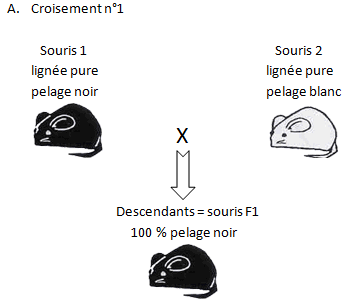 A. Croisement n°1
Souris 1
lignée pure
pelage noir
Souris 2
lignée pure
pelage blanc
X
Descendants = souris F1
100 % pelage noir